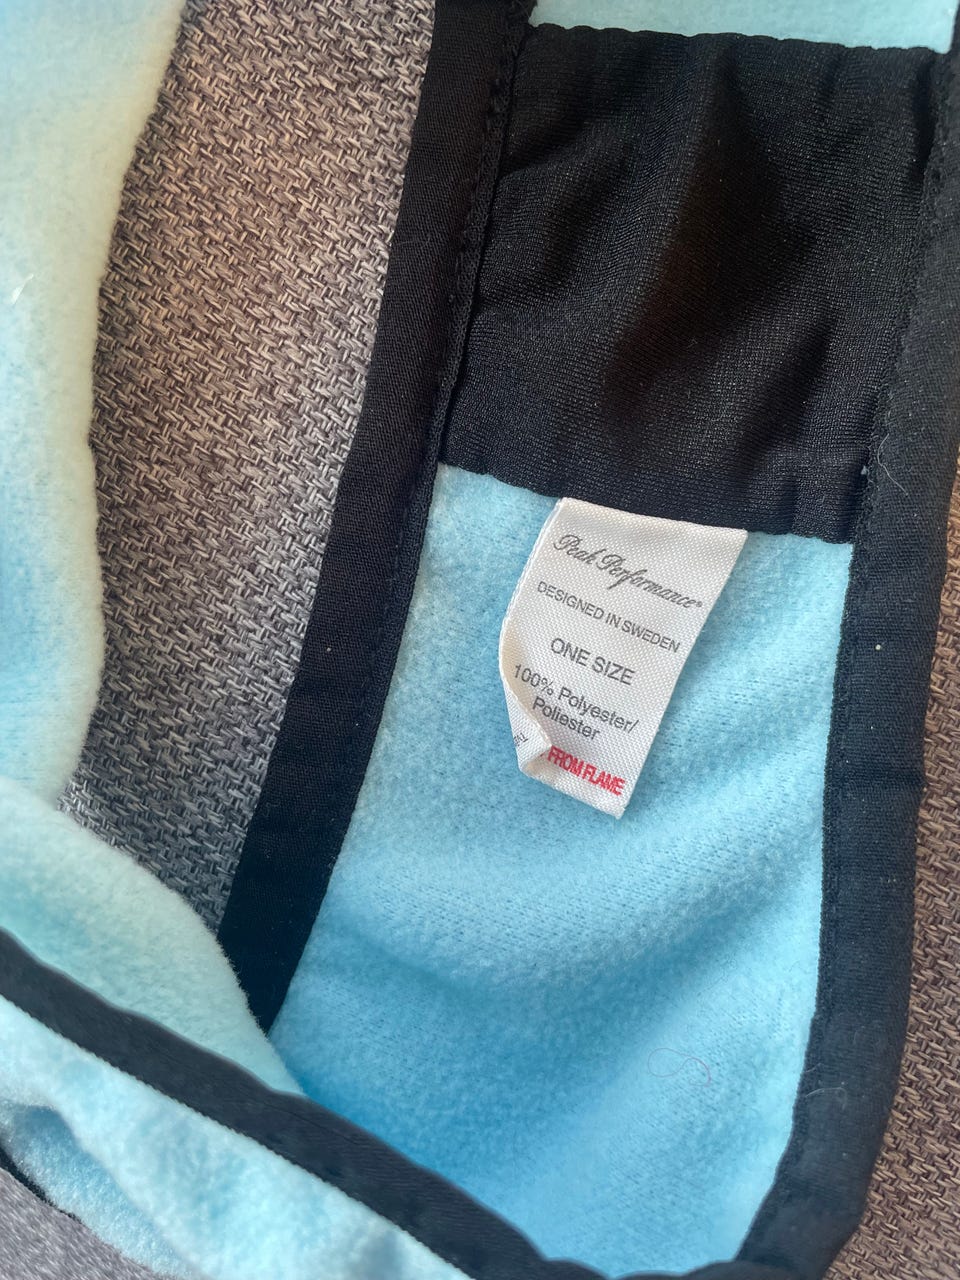 Peak Performance®
DESIGNED IN SWEDEN
ONE SIZE
100% Polyester/
Poliester
FROM FLAME